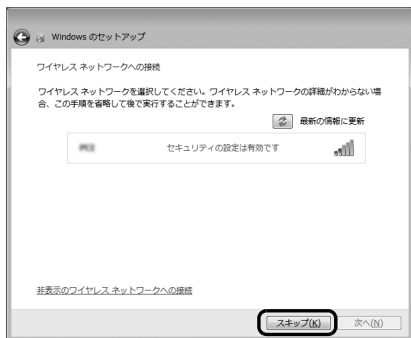 Windows のセットアップ
ワイヤレス ネットワークへの接続
ワイヤレス ネットワークを選択してください。ワイヤレス ネットワークの詳細がわからない場
合、この手順を省略して後で実行することができます。
最新の情報に更新
セキュリティの設定は有効です
非表示のワイヤレス ネットワークへの接続
スキップ(K)
次へ(N)